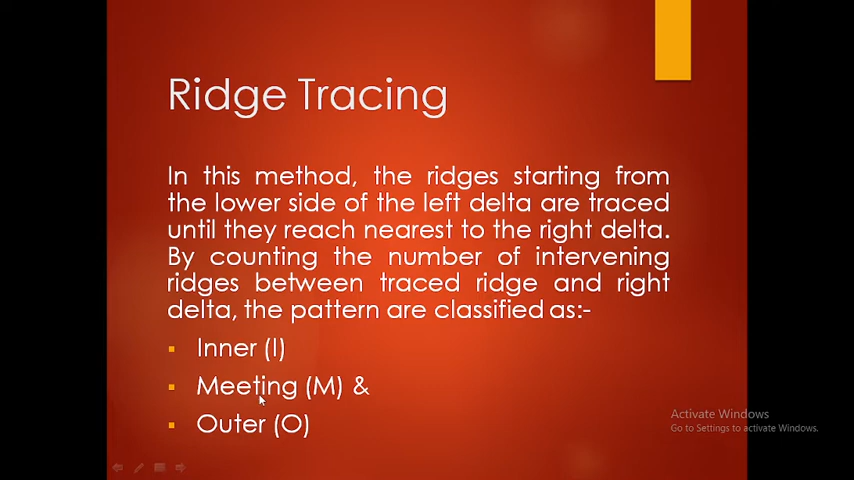 Ridge Tracing
In this method, the ridges starting from
the lower side of the left delta are traced
until they reach nearest to the right delta.
By counting the number of intervening
ridges between traced ridge and right
delta, the pattern are classified as:-
Inner (I)
Meeting (M) &
Outer (O)
Activate Windows
Go to Settings to activate Windows.